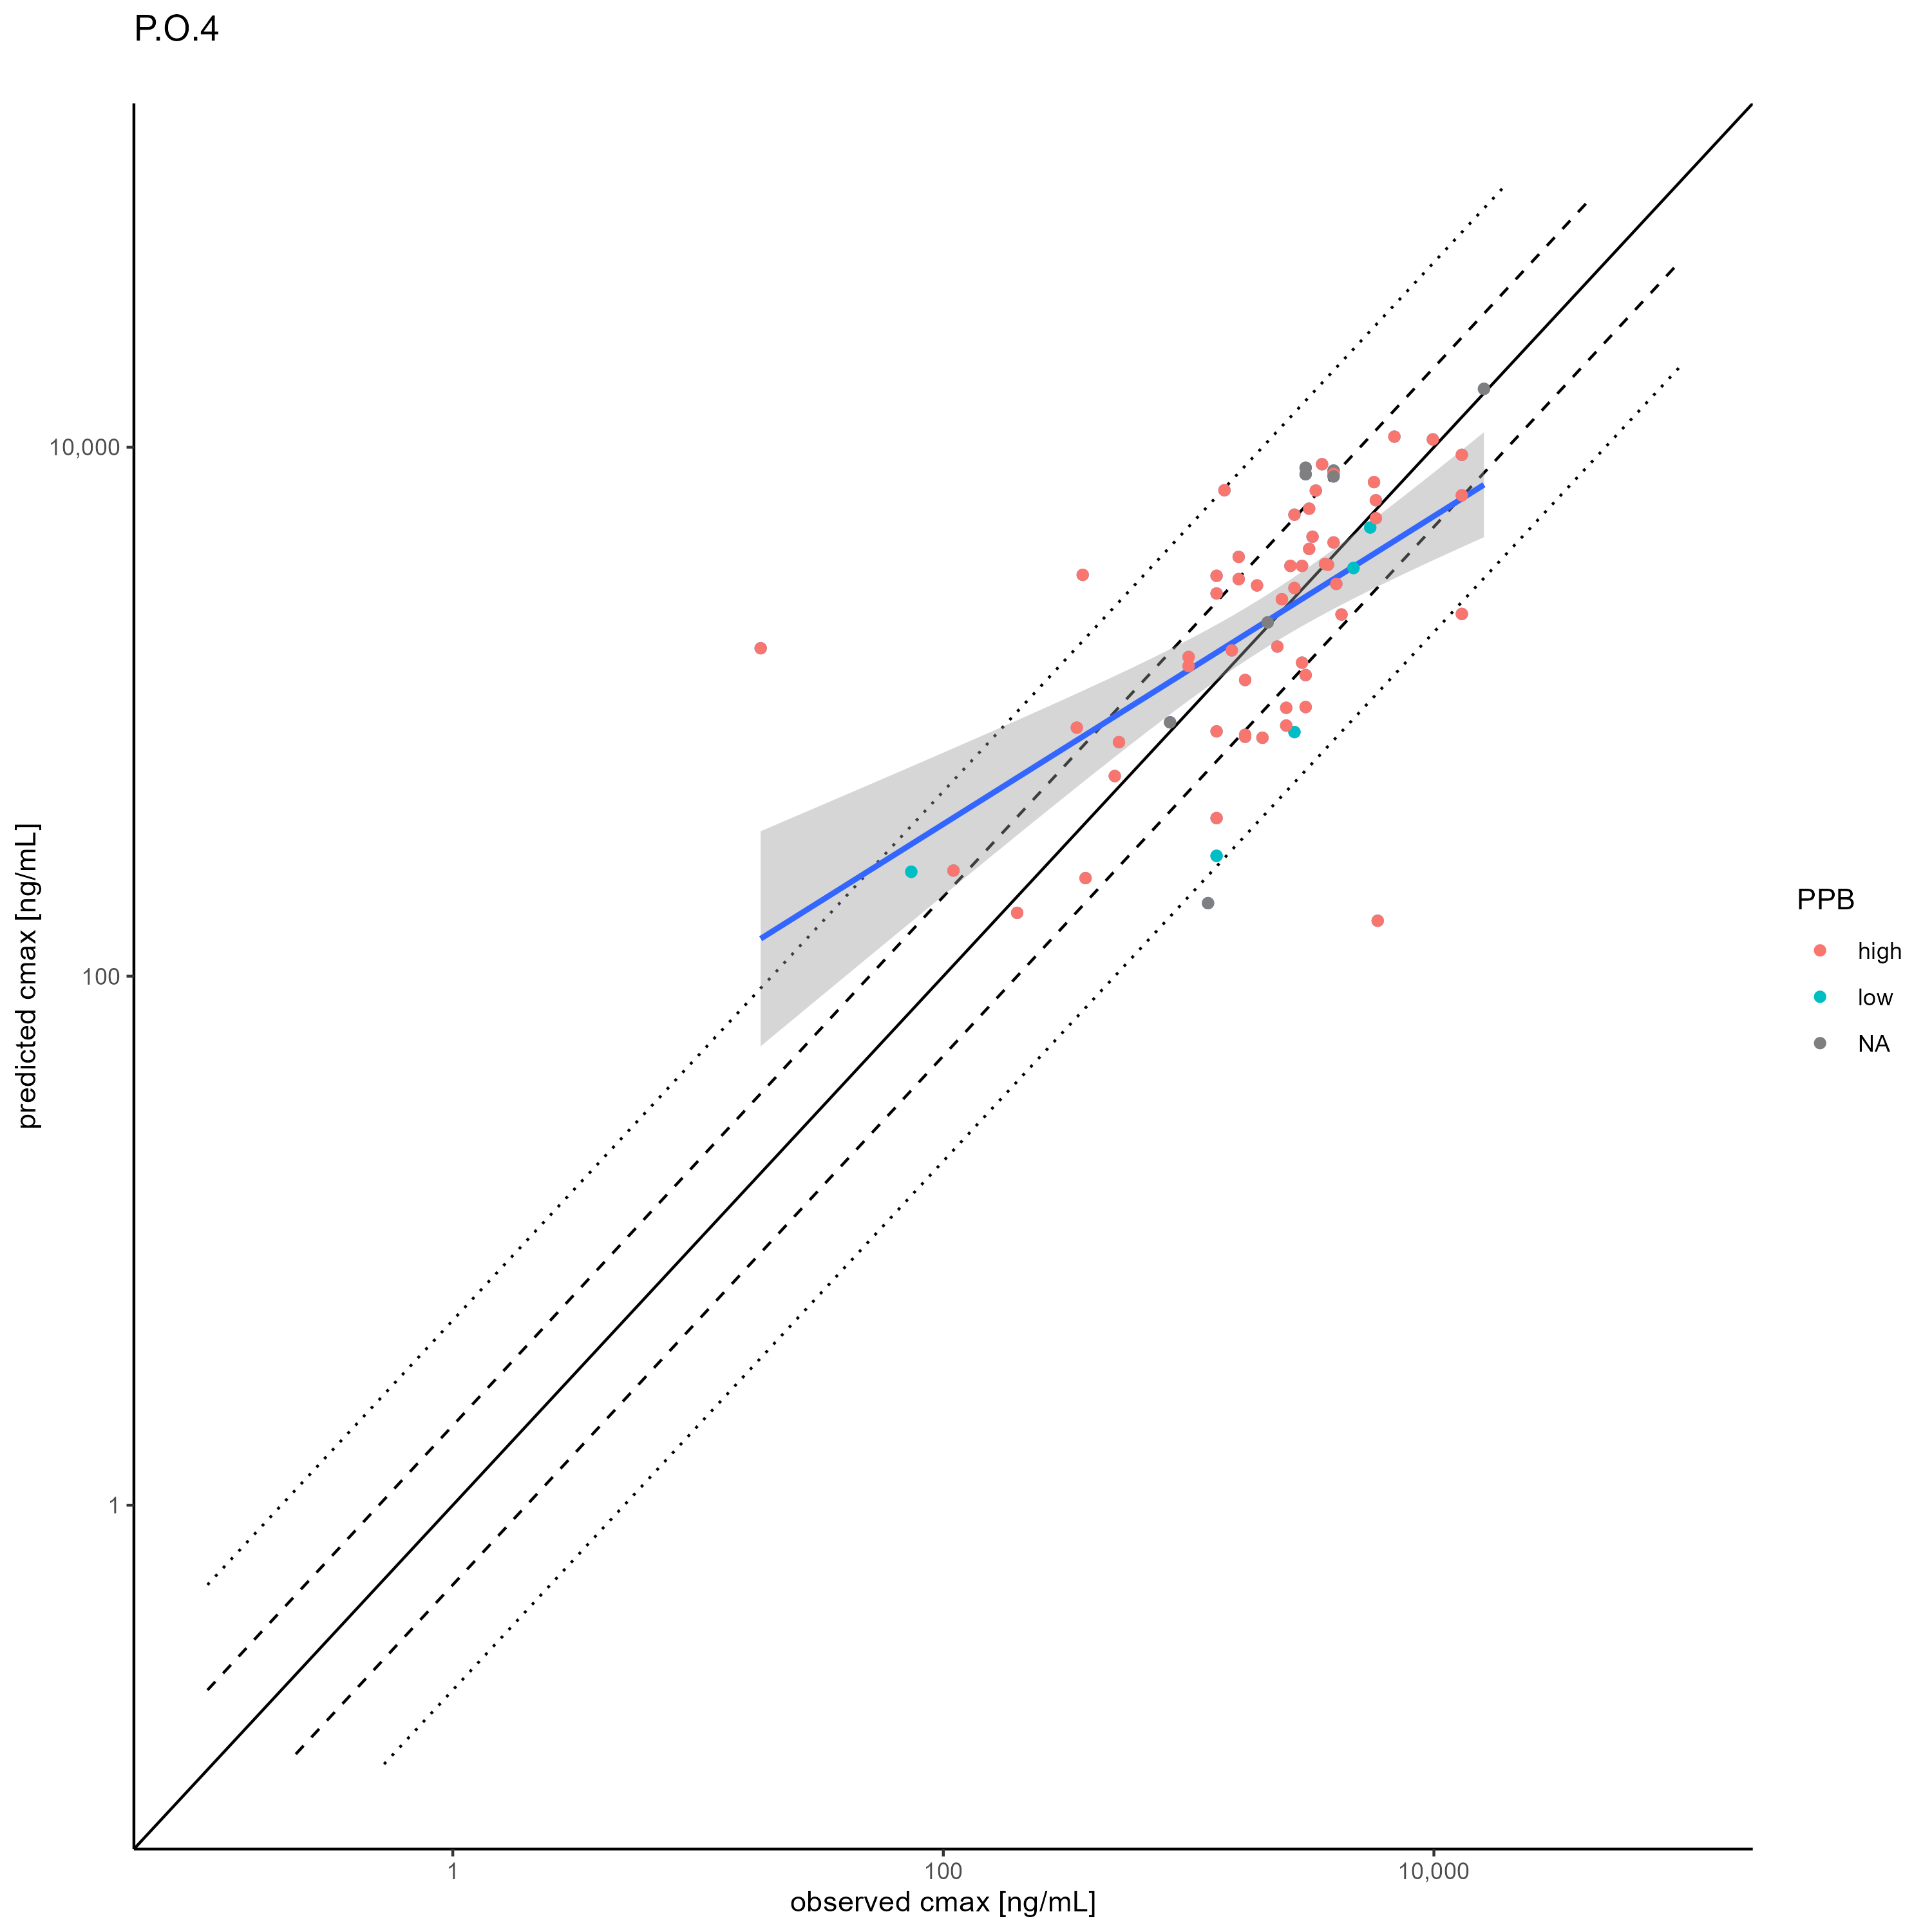 P.O.4
10,000
100
1
predicted cmax [ng/mL]
1
100
10,000
observed cmax [ng/mL]
PPB
high
low
NA